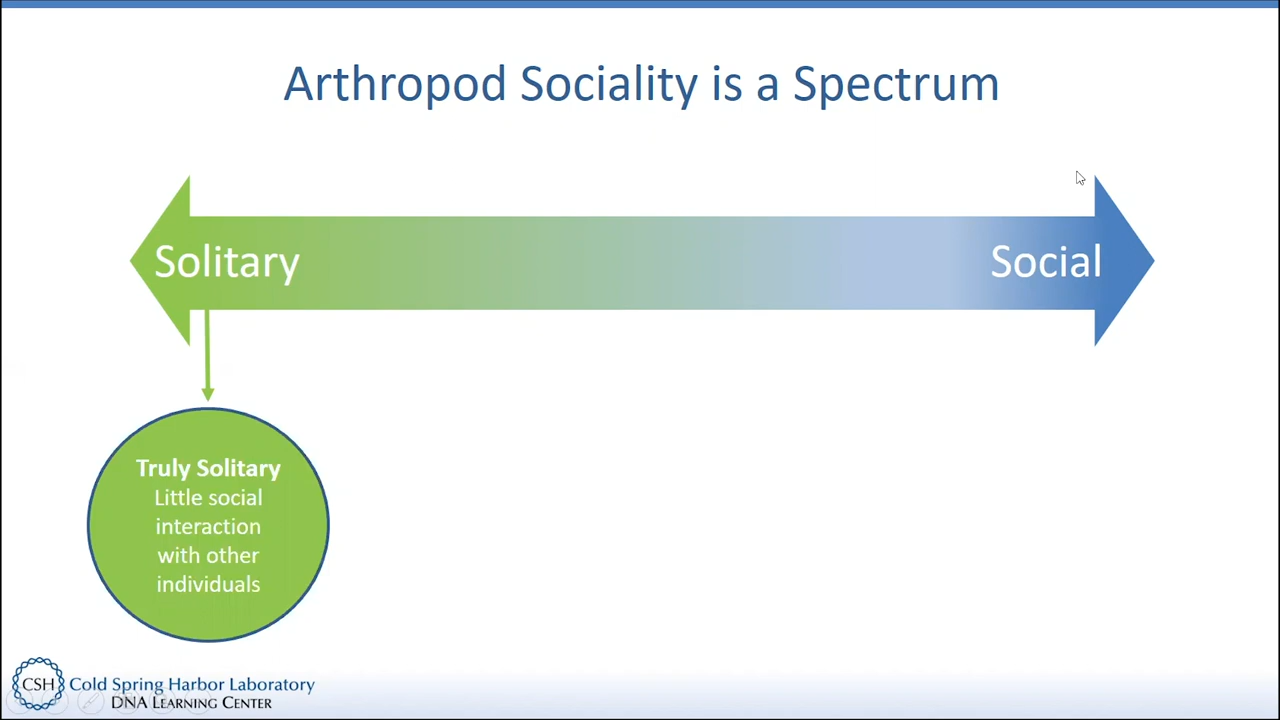 Arthropod Sociality is a Spectrum
Solitary
Social
Truly Solitary
Little social
interaction
with other
individuals
CSH
Cold Spring Harbor Laboratory
DNA LEARNING CENTER